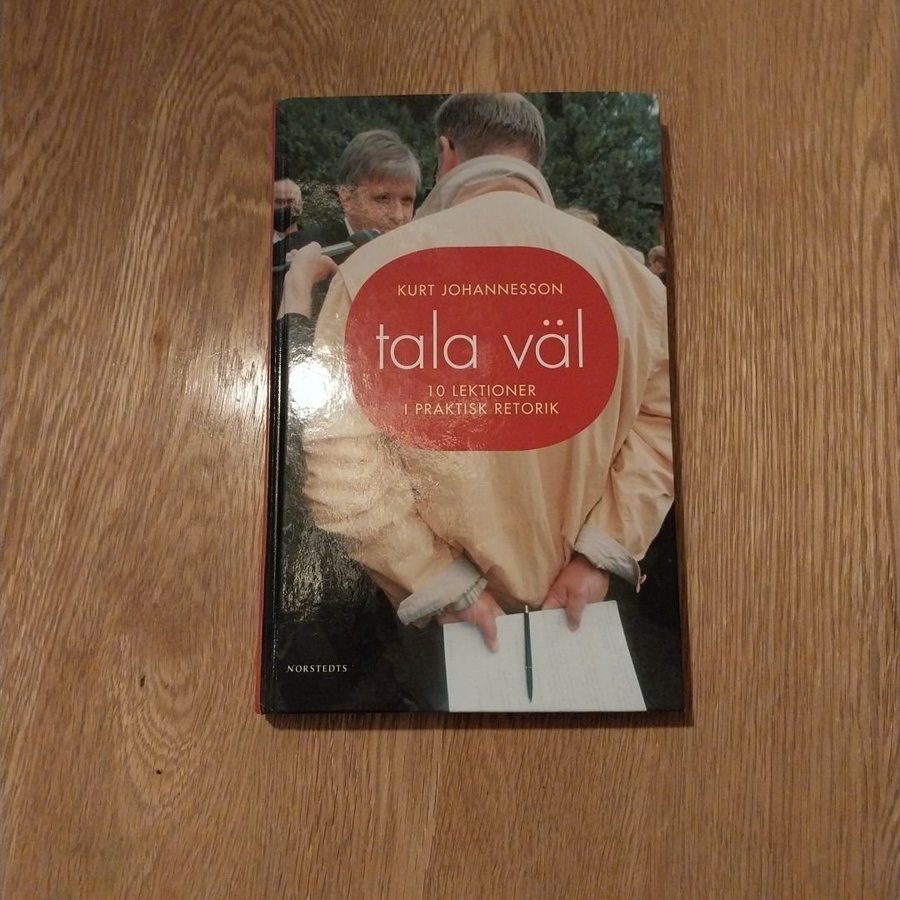 KURT JOHANNESSON
tala väl
10 LEKTIONER
I PRAKTISK RETORIK
NORSTEDTS